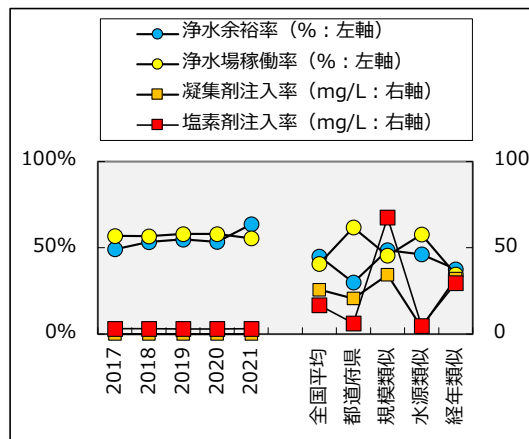 浄水余裕率（%：左軸）
浄水場稼働率（%：左軸）
凝集剤注入率（mg/L：右軸）
塩素剤注入率（mg/L：右軸）
100% 100
50% 50
0% 0
2017 2018 2019 2020 2021 全国平均 都道府県 規模類似 水源類似 経年類似